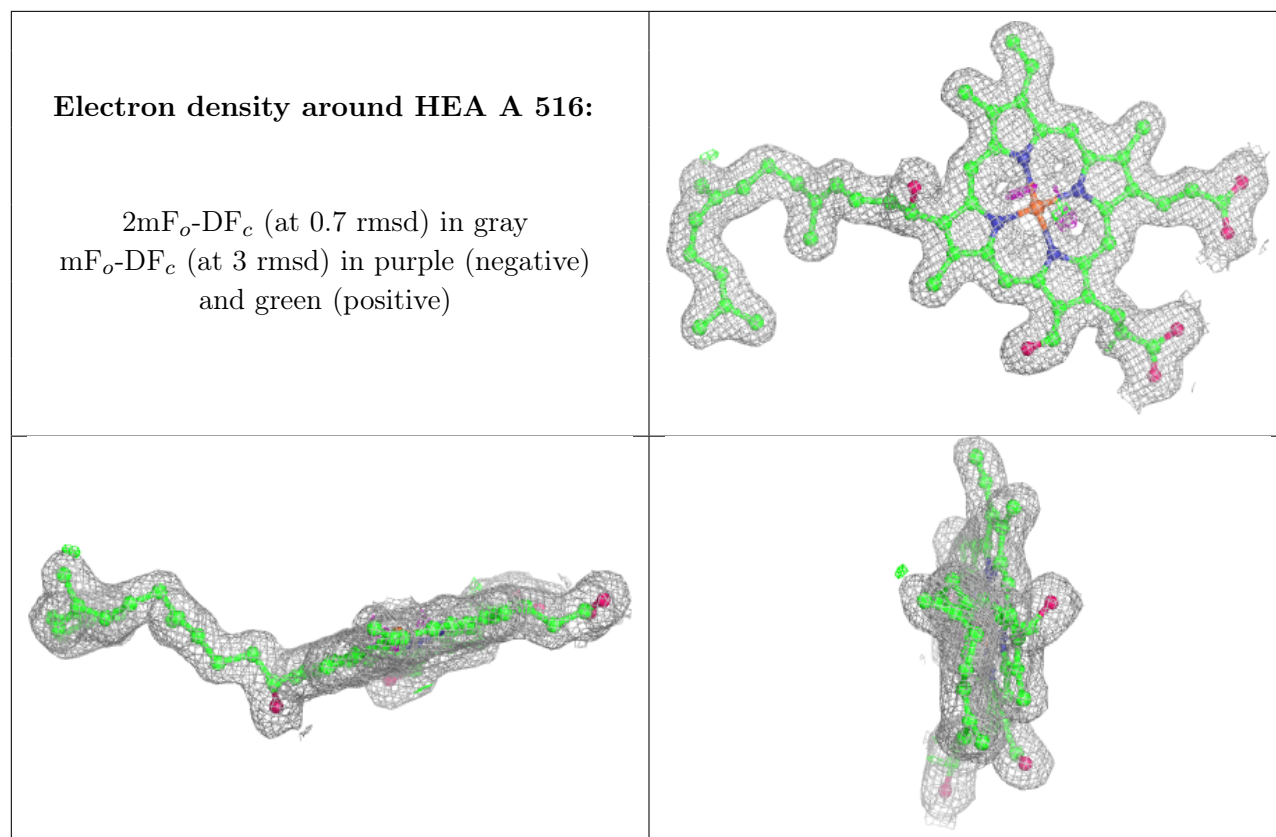 Electron density around HEA A 516:
2mFₒ-DF𝒸 (at 0.7 rmsd) in gray
mFₒ-DF𝒸 (at 3 rmsd) in purple (negative)
and green (positive)